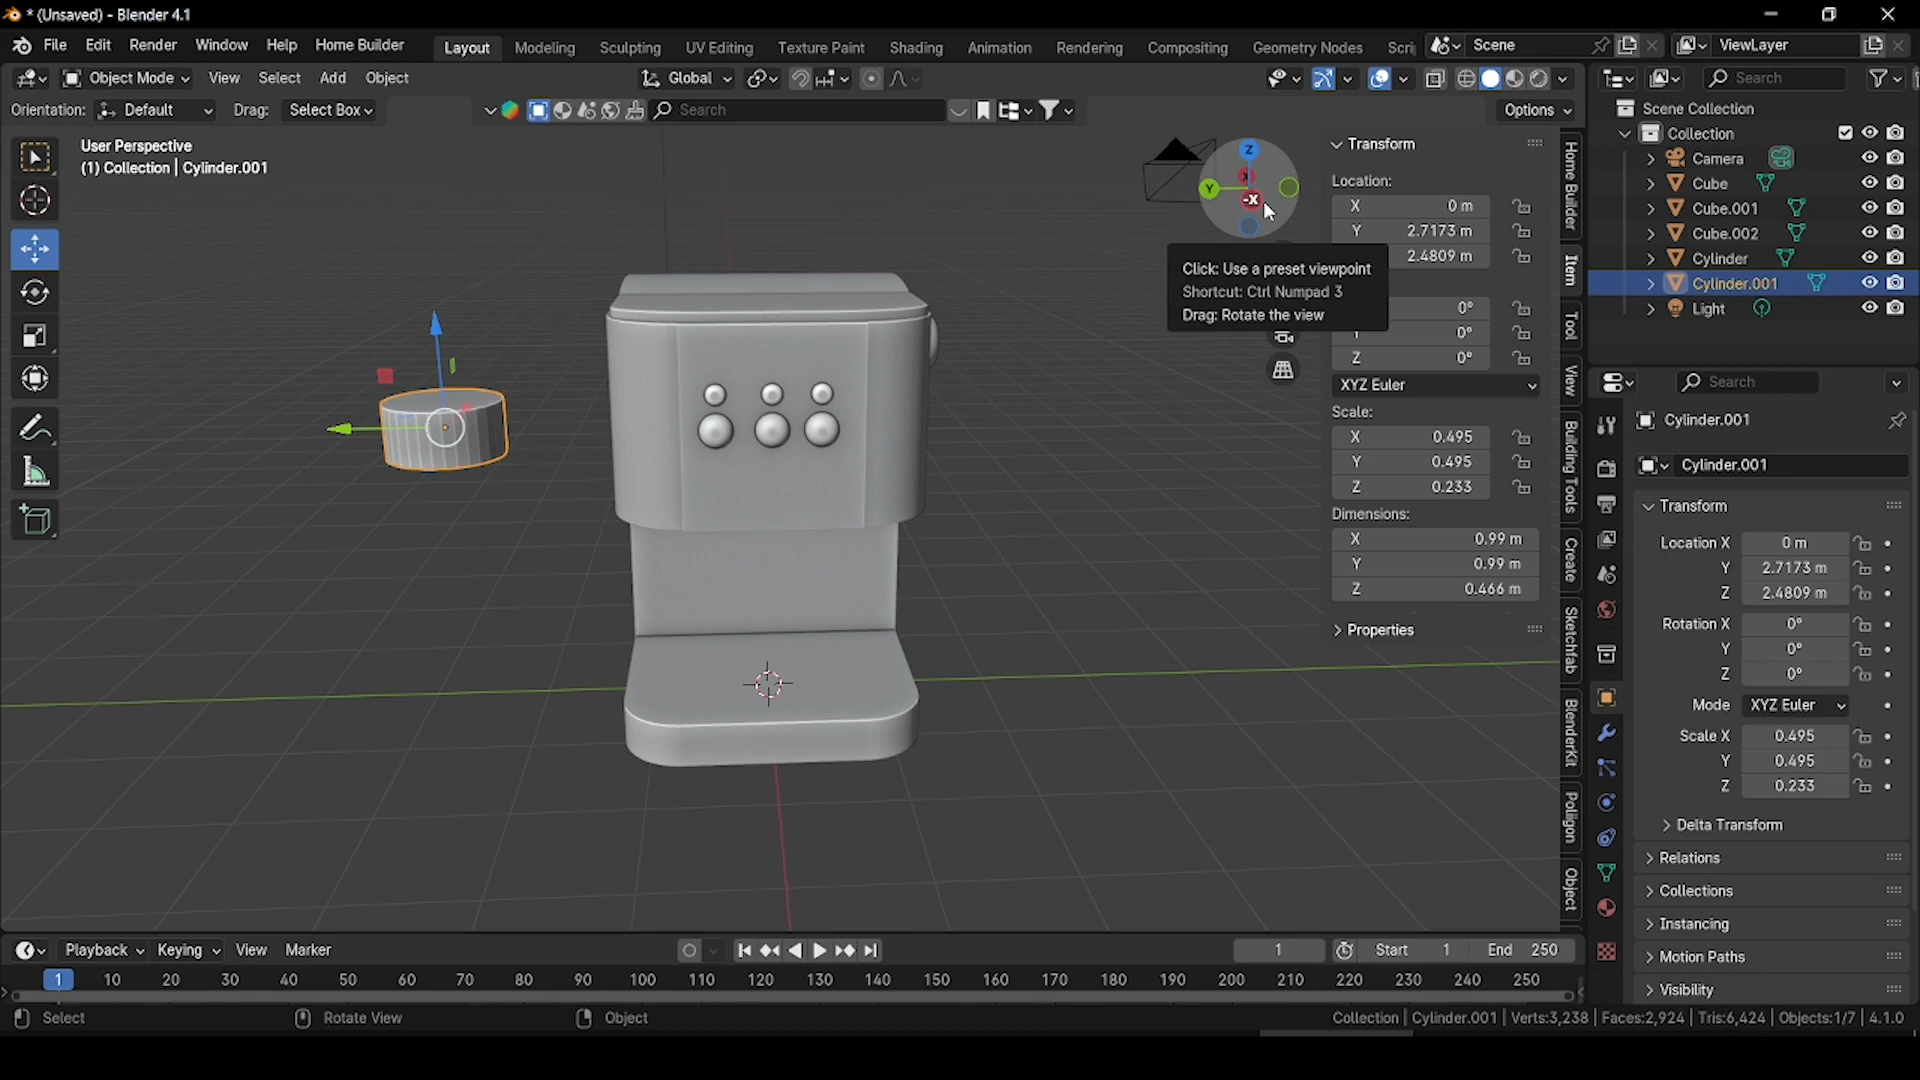 * (Unsaved) - Blender 4.1
File Edit Render Window Help Home Builder Layout Modeling Sculpting UV Editing Texture Paint Shading Animation Rendering Compositing Geometry Nodes Scri Scene ViewLayer
Object Mode View Select Add Object Global Search
Orientation: Default Drag: Select Box Search Options
User Perspective
(1) Collection | Cylinder.001
Z
Y
X
-X
Click: Use a preset viewpoint
Shortcut: Ctrl Numpad 3
Drag: Rotate the view
Transform
Location:
X 0 m
Y 2.7173 m
2.4809 m
0°
Y 0°
Z 0°
XYZ Euler
Scale:
X 0.495
Y 0.495
Z 0.233
Dimensions:
X 0.99 m
Y 0.99 m
Z 0.466 m
Properties
Home Builder
Item
Tool
View
Building Tools
Create
Sketchfab
BlenderKit
Poliigon
Object
Scene Collection
Collection
Camera
Cube
Cube.001
Cube.002
Cylinder
Cylinder.001
Light
Search
Cylinder.001
Cylinder.001
Transform
Location X 0 m
Y 2.7173 m
Z 2.4809 m
Rotation X 0°
Y 0°
Z 0°
Mode XYZ Euler
Scale X 0.495
Y 0.495
Z 0.233
Delta Transform
Relations
Collections
Instancing
Motion Paths
Visibility
Playback Keying View Marker 1 Start 1 End 250
1 10 20 30 40 50 60 70 80 90 100 110 120 130 140 150 160 170 180 190 200 210 220 230 240 250
Select Rotate View Object Collection | Cylinder.001 | Verts:3,238 | Faces:2,924 | Tris:6,424 | Objects:1/7 | 4.1.0